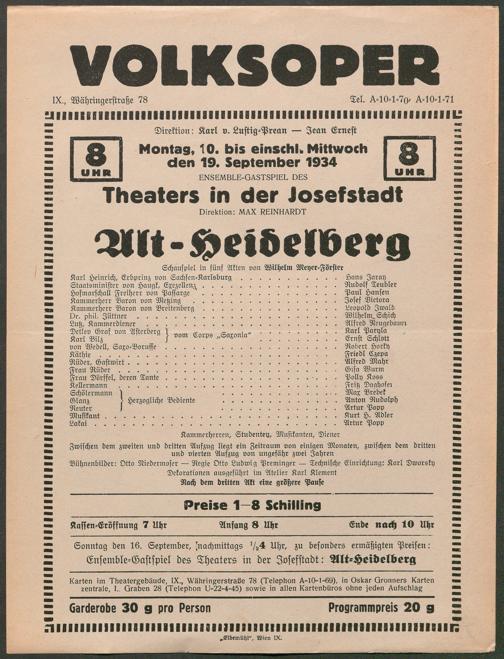 VOLKSOPER
IX., Währingerstraße 78 Tel. A-10-1-70, A-10-1-71
Direktion: Karl v. Lustig-Prean — Jean Ernest
8 UHR
Montag, 10. bis einschl. Mittwoch
den 19. September 1934
8 UHR
ENSEMBLE-GASTSPIEL DES
Theaters in der Josefstadt
Direktion: MAX REINHARDT
Alt-Heidelberg
Schauspiel in fünf Akten von Wilhelm Meyer-Förster
Karl Heinrich, Erbprinz von Sachsen-Karlsburg Hans Jaray
Staatsminister von Haugk, Exzellenz Rudolf Teubler
Hofmarschall Freiherr von Passarge Paul Hansen
Kammerherr Baron von Metzing Josef Bietora
Kammerherr Baron von Breitenberg Leopold Jwald
Dr. phil. Jüttner Wilhelm Schich
Lutz, Kammerdiener Alfred Neugebauer
Detlev Graf von Asterberg Karl Paryla
Karl Bilz } vom Corps „Saxonia“ Ernst Schlott
von Wedell, Saxo-Borusse Robert Horky
Käthie Friedl Czepa
Rüder, Gastwirt Alfred Mahr
Frau Rüder Gisa Wurm
Frau Dörffel, deren Tante Polly Koss
Kellermann Fritz
Schölermann Max Brebek
Glanz } Herzogliche Bediente Anton Rudolph
Reuter Artur Popp
Musikant Kurt H. Adler
Lakai Artur Popp
Kammerherren, Studenten, Musikanten, Diener
Zwischen dem zweiten und dritten Aufzug liegt ein Zeitraum von einigen Monaten, zwischen dem dritten
und vierten Aufzug von ungefähr zwei Jahren
Bühnenbilder: Otto Niedermoser — Regie Otto Ludwig Preminger — Technische Einrichtung: Karl Dworsky
Dekorationen ausgeführt im Atelier Karl Element
Nach dem dritten Akt eine größere Pause
Preise 1—8 Schilling
Kassen-Eröffnung 7 Uhr Anfang 8 Uhr Ende nach 10 Uhr
Sonntag den 16. September, nachmittags ½4 Uhr, zu besonders ermäßigten Preisen:
Ensemble-Gastspiel des Theaters in der Josefstadt: Alt-Heidelberg
Karten im Theatergebäude, IX., Währingerstraße 78 (Telephon A-10-1-69), in Oskar Gronners Karten
zentrale, I., Graben 28 (Telephon U-22-4-45) sowie in allen Kartenbüros ohne jeden Aufschlag
Garderobe 30 g pro Person Programmpreis 20 g
„Elbemühl“, Wien IX.